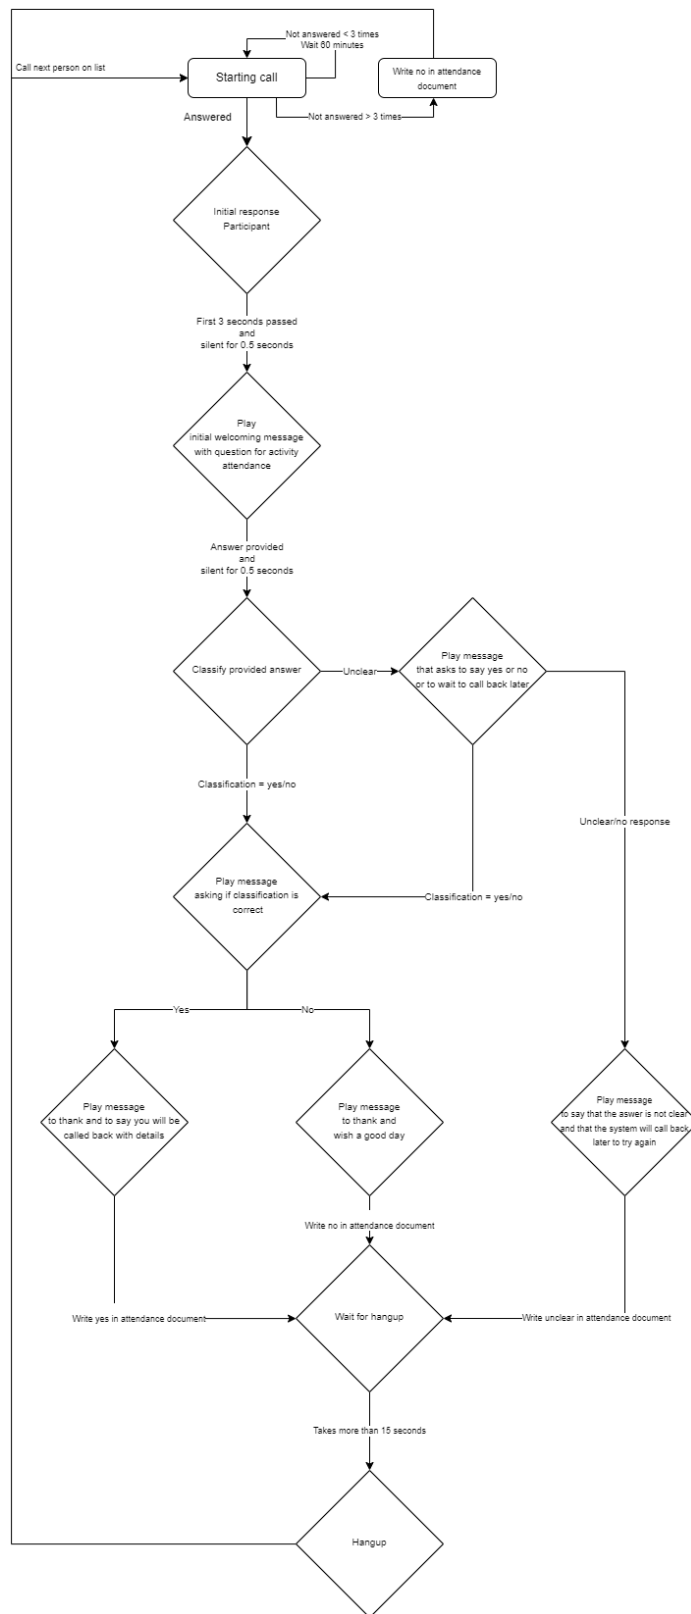 Not answered < 3 times
Wait 60 minutes
Call next person on list
Starting call
Write no in attendance
document
Answered
Not answered > 3 times
Initial response
Participant
First 3 seconds passed
and
silent for 0.5 seconds
Play
initial welcoming message
with question for activity
attendance
Answer provided
and
silent for 0.5 seconds
Classify provided answer
Unclear
Play message
that asks to say yes or no
or to wait to call back later
Classification = yes/no
Unclear/no response
Play message
asking if classification is
correct
Classification = yes/no
Yes
No
Play message
to thank and to say you will be
called back with details
Play message
to thank and
wish a good day
Play message
to say that the aswer is not clear
and that the system will call back
later to try again
Write no in attendance document
Write yes in attendance document
Wait for hangup
Write unclear in attendance document
Takes more than 15 seconds
Hangup